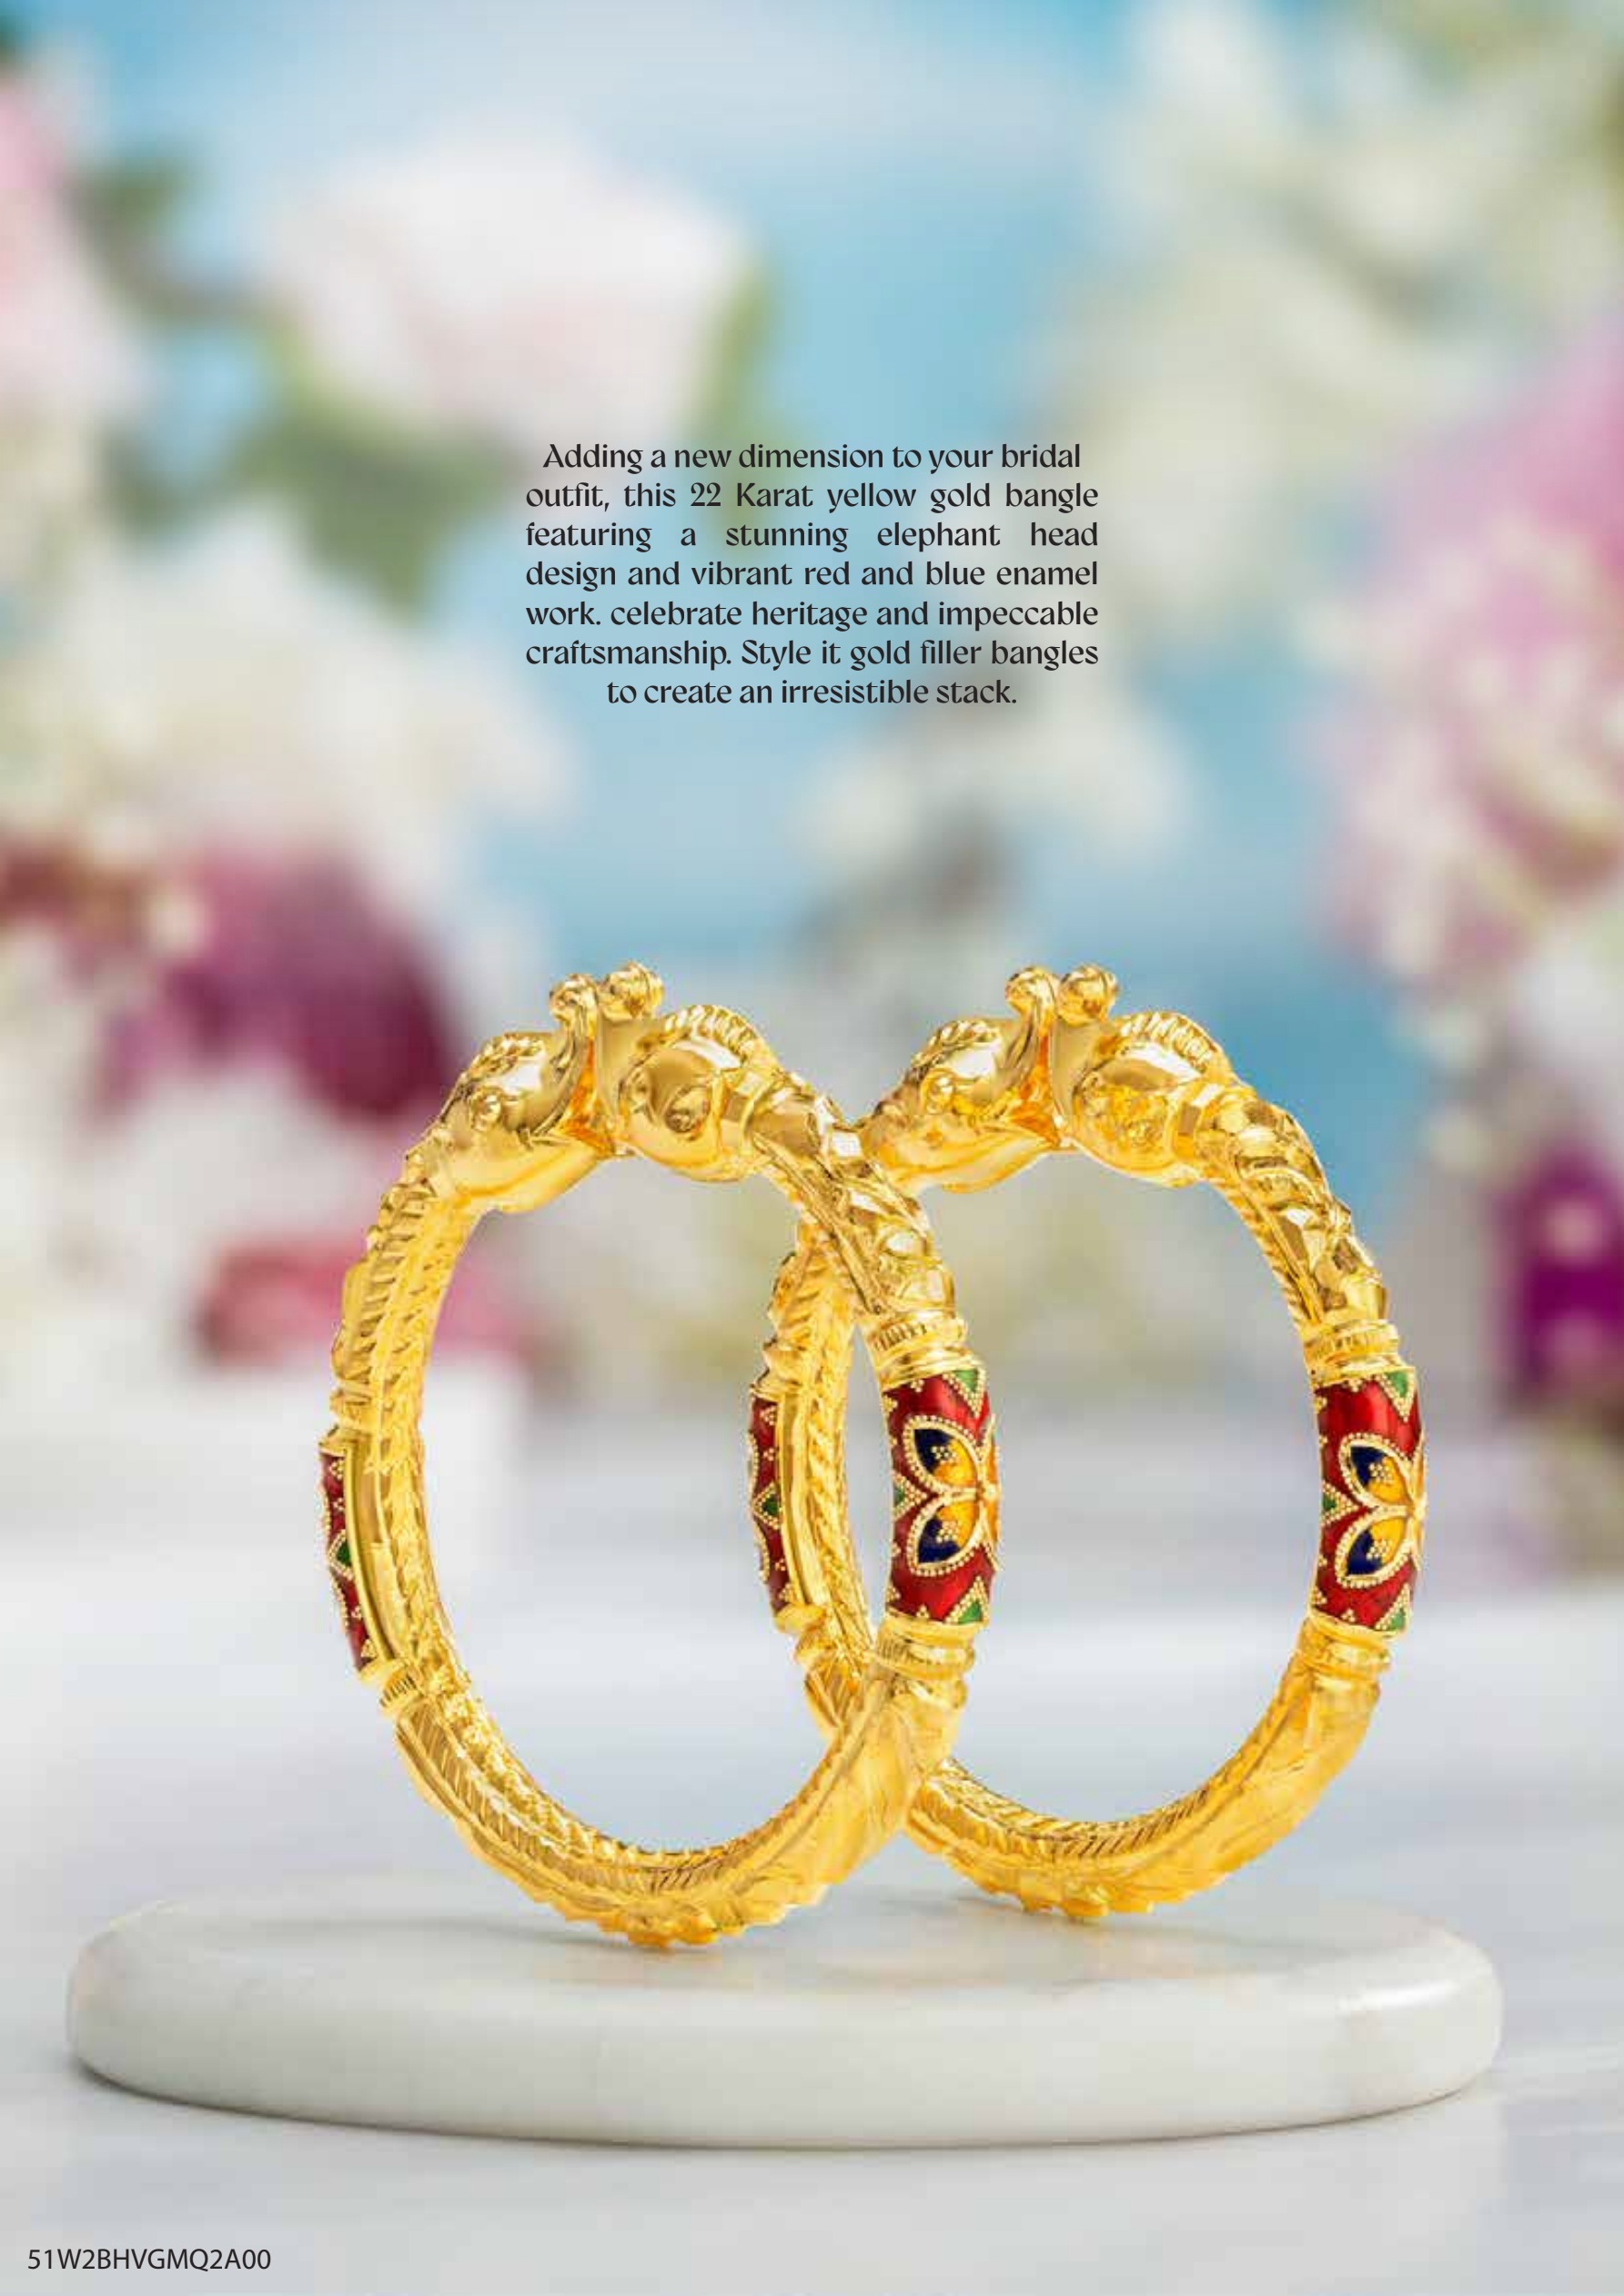 Adding a new dimension to your bridal
outfit, this 22 Karat yellow gold bangle
featuring a stunning elephant head
design and vibrant red and blue enamel
work. celebrate heritage and impeccable
craftsmanship. Style it gold filler bangles
to create an irresistible stack.
51W2BHVGMQ2A00